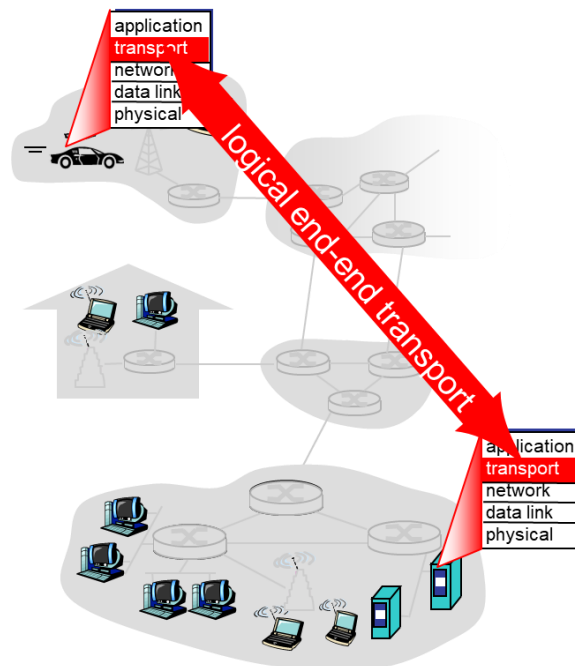 application
transport
network
data link
physical
logical end-end transport
application
transport
network
data link
physical